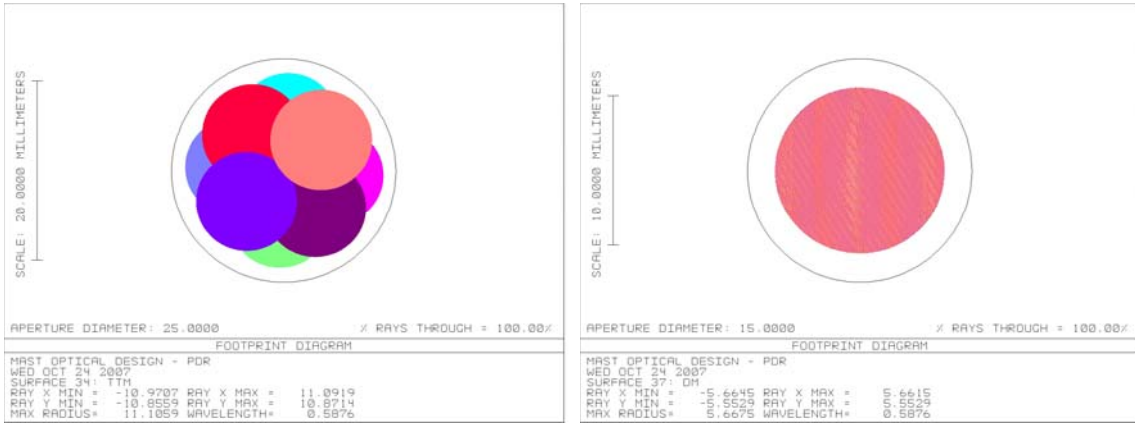 SCALE: 20.0000 MILLIMETERS
APERTURE DIAMETER: 25.0000 % RAYS THROUGH = 100.00%
FOOTPRINT DIAGRAM
MAST OPTICAL DESIGN - PDR
WED OCT 24 2007
SURFACE 34: TTM
RAY X MIN = -10.9707 RAY X MAX = 11.0919
RAY Y MIN = -10.8559 RAY Y MAX = 10.8714
MAX RADIUS= 11.1059 WAVELENGTH= 0.5876
SCALE: 10.0000 MILLIMETERS
APERTURE DIAMETER: 15.0000 % RAYS THROUGH = 100.00%
FOOTPRINT DIAGRAM
MAST OPTICAL DESIGN - PDR
WED OCT 24 2007
SURFACE 37: DM
RAY X MIN = -5.6645 RAY X MAX = 5.6615
RAY Y MIN = -5.5529 RAY Y MAX = 5.5529
MAX RADIUS= 5.6675 WAVELENGTH= 0.5876